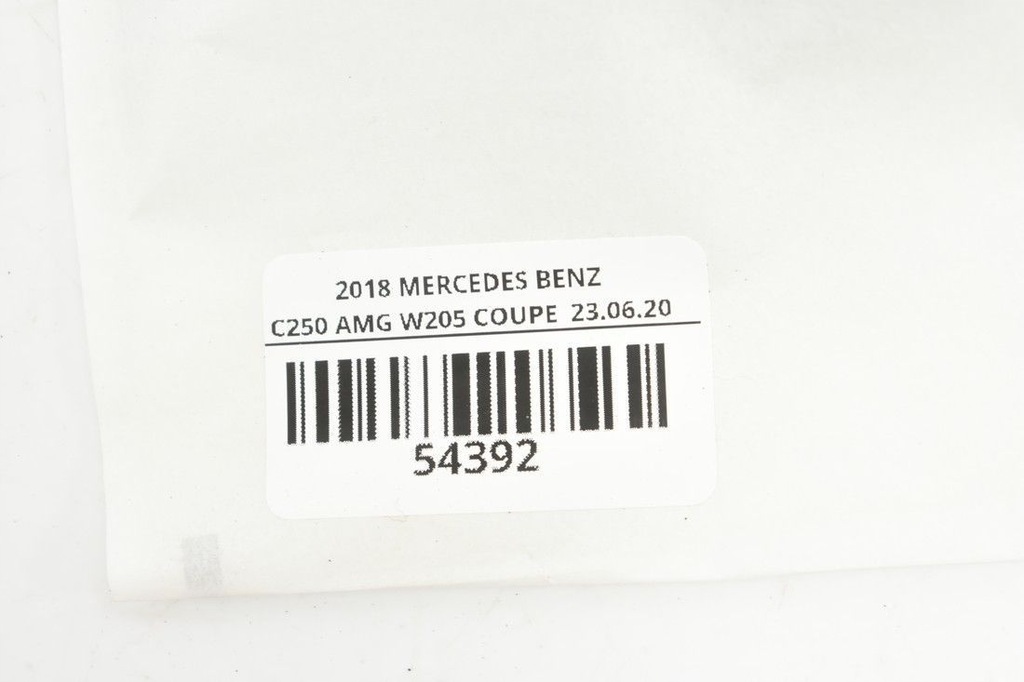 2018 MERCEDES BENZ
C250 AMG W205 COUPE 23.06.20
54392